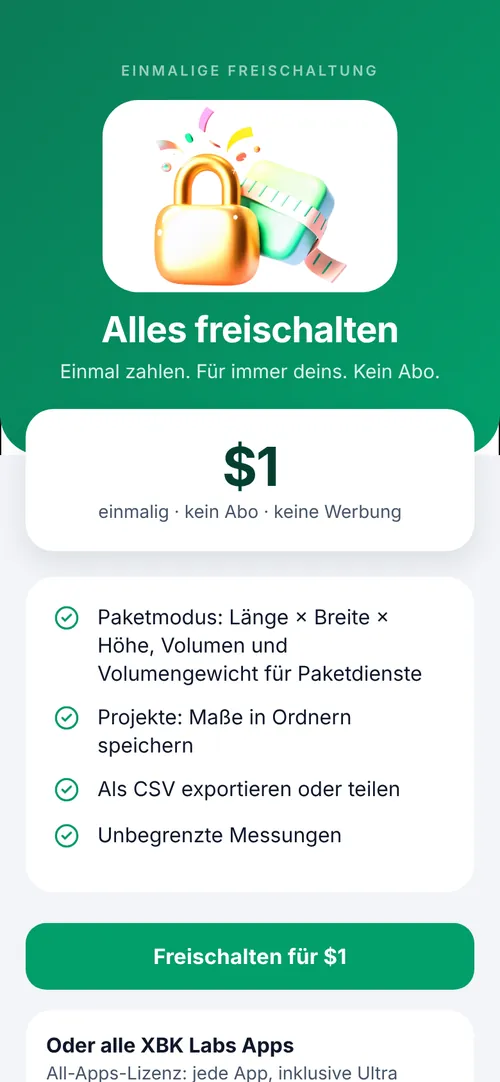 EINMALIGE FREISCHALTUNG
Alles freischalten
Einmal zahlen. Für immer deins. Kein Abo.
$1
einmalig · kein Abo · keine Werbung
Paketmodus: Länge × Breite ×
Höhe, Volumen und
Volumengewicht für Paketdienste
Projekte: Maße in Ordnern
speichern
Als CSV exportieren oder teilen
Unbegrenzte Messungen
Freischalten für $1
Oder alle XBK Labs Apps
All-Apps-Lizenz: jede App, inklusive Ultra